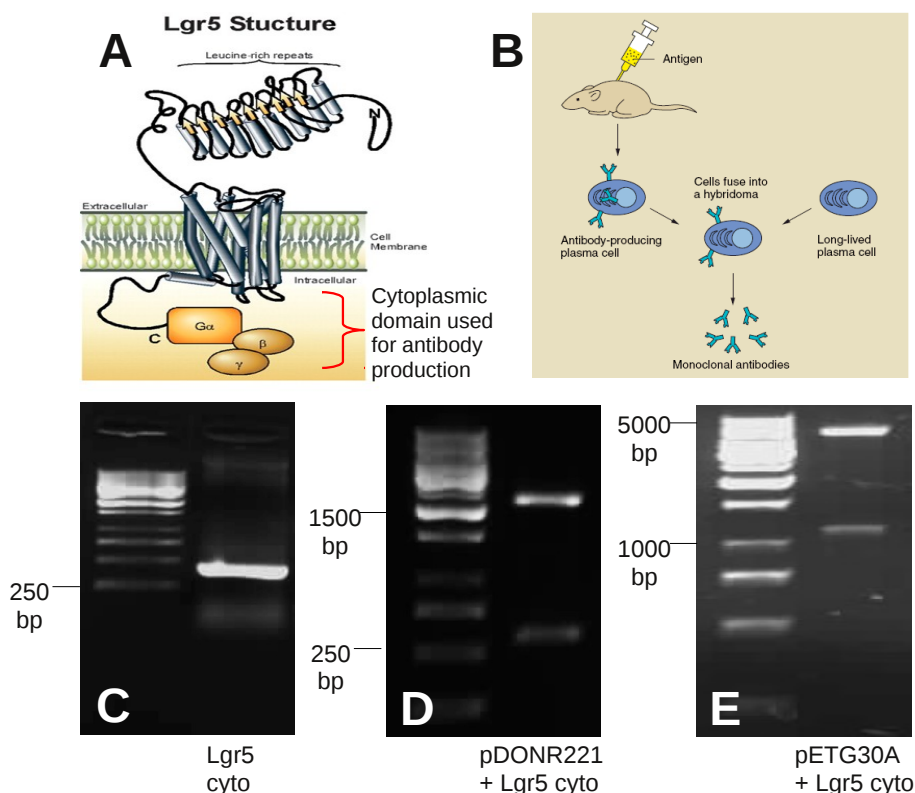 Lgr5 Stucture
A
Leucine-rich repeats
N
Extracellular
Cell
Membrane
Intracellular
C
Gα
β
γ
Cytoplasmic
domain used
for antibody
production
B
Antigen
Cells fuse into
a hybridoma
Antibody-producing
plasma cell
Long-lived
plasma cell
Monoclonal antibodies
250
bp
C
Lgr5
cyto
1500
bp
250
bp
D
pDONR221
+ Lgr5 cyto
5000
bp
1000
bp
E
pETG30A
+ Lgr5 cyto